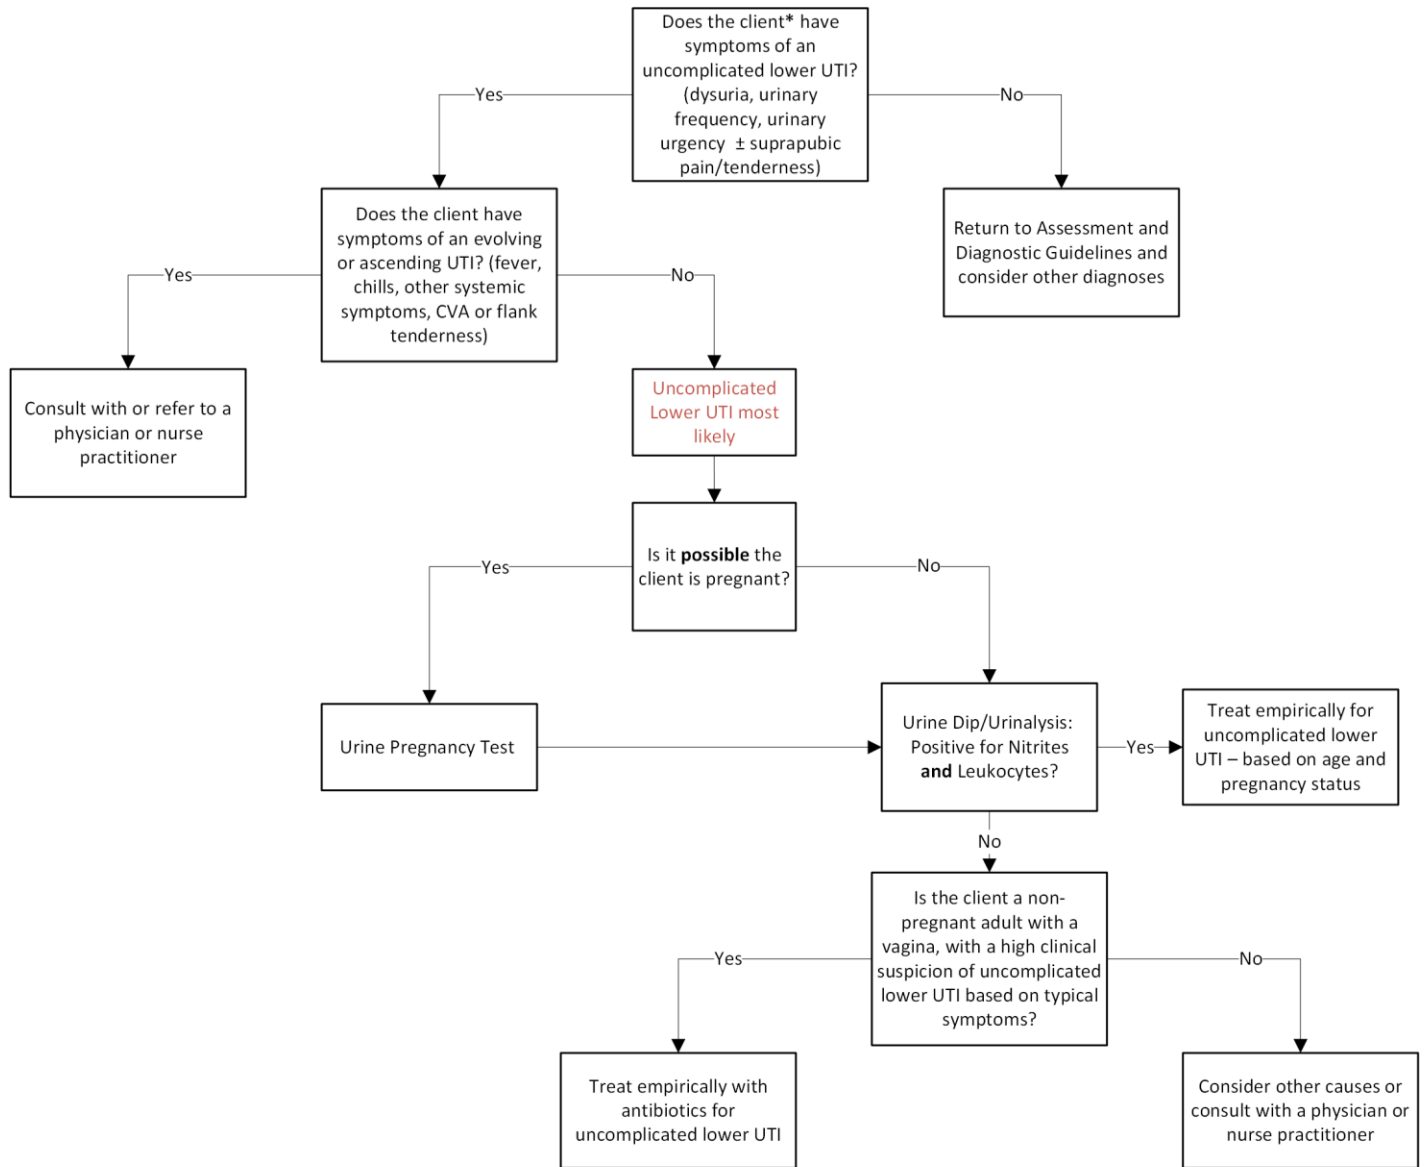 Does the client* have
symptoms of an
uncomplicated lower UTI?
(dysuria, urinary
frequency, urinary
urgency ± suprapubic
pain/tenderness)
Yes
No
Does the client have
symptoms of an evolving
or ascending UTI? (fever,
chills, other systemic
symptoms, CVA or flank
tenderness)
Return to Assessment and
Diagnostic Guidelines and
consider other diagnoses
Yes
No
Consult with or refer to a
physician or nurse
practitioner
Uncomplicated
Lower UTI most
likely
Is it possible the
client is pregnant?
Yes
No
Urine Pregnancy Test
Urine Dip/Urinalysis:
Positive for Nitrites
and Leukocytes?
Yes
Treat empirically for
uncomplicated lower
UTI – based on age and
pregnancy status
No
Is the client a non-
pregnant adult with a
vagina, with a high clinical
suspicion of uncomplicated
lower UTI based on typical
symptoms?
Yes
No
Treat empirically with
antibiotics for
uncomplicated lower UTI
Consider other causes or
consult with a physician or
nurse practitioner